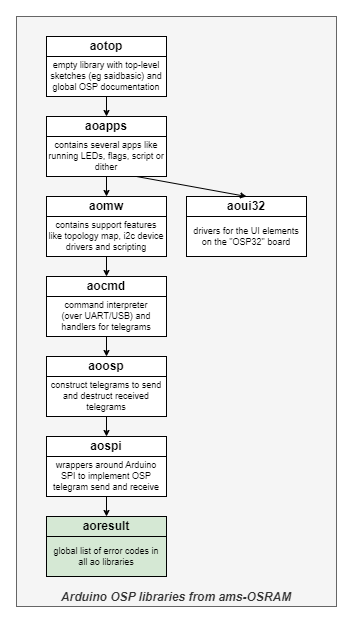 aotop
empty library with top-level
sketches (eg saidbasic) and
global OSP documentation
aoapps
contains several apps like
running LEDs, flags, script or
dither
aomw
contains support features
like topology map, i2c device
drivers and scripting
aoui32
drivers for the UI elements
on the "OSP32" board
aocmd
command interpreter
(over UART/USB) and
handlers for telegrams
aoosp
construct telegrams to send
and destruct received
telegrams
aospi
wrappers around Arduino
SPI to implement OSP
telegram send and receive
aoresult
global list of error codes in
all ao libraries
Arduino OSP libraries from ams-OSRAM